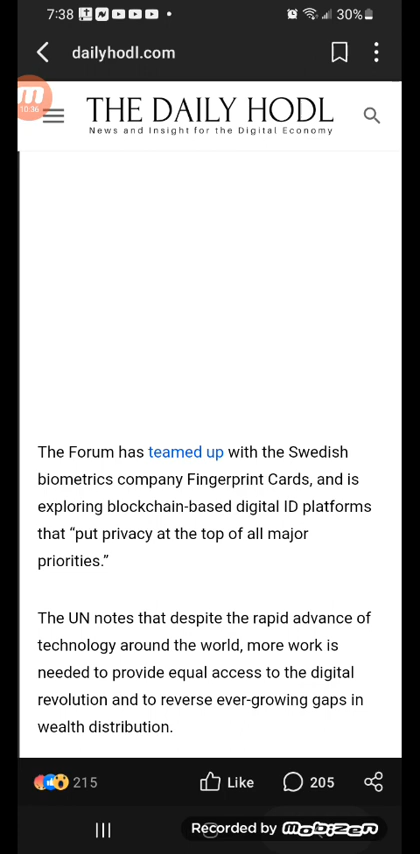 7:38
30%
dailyhodl.com
10:36
THE DAILY HODL
News and Insight for the Digital Economy
The Forum has teamed up with the Swedish
biometrics company Fingerprint Cards, and is
exploring blockchain-based digital ID platforms
that “put privacy at the top of all major
priorities.”
The UN notes that despite the rapid advance of
technology around the world, more work is
needed to provide equal access to the digital
revolution and to reverse ever-growing gaps in
wealth distribution.
215 Like 205
Recorded by mobizen